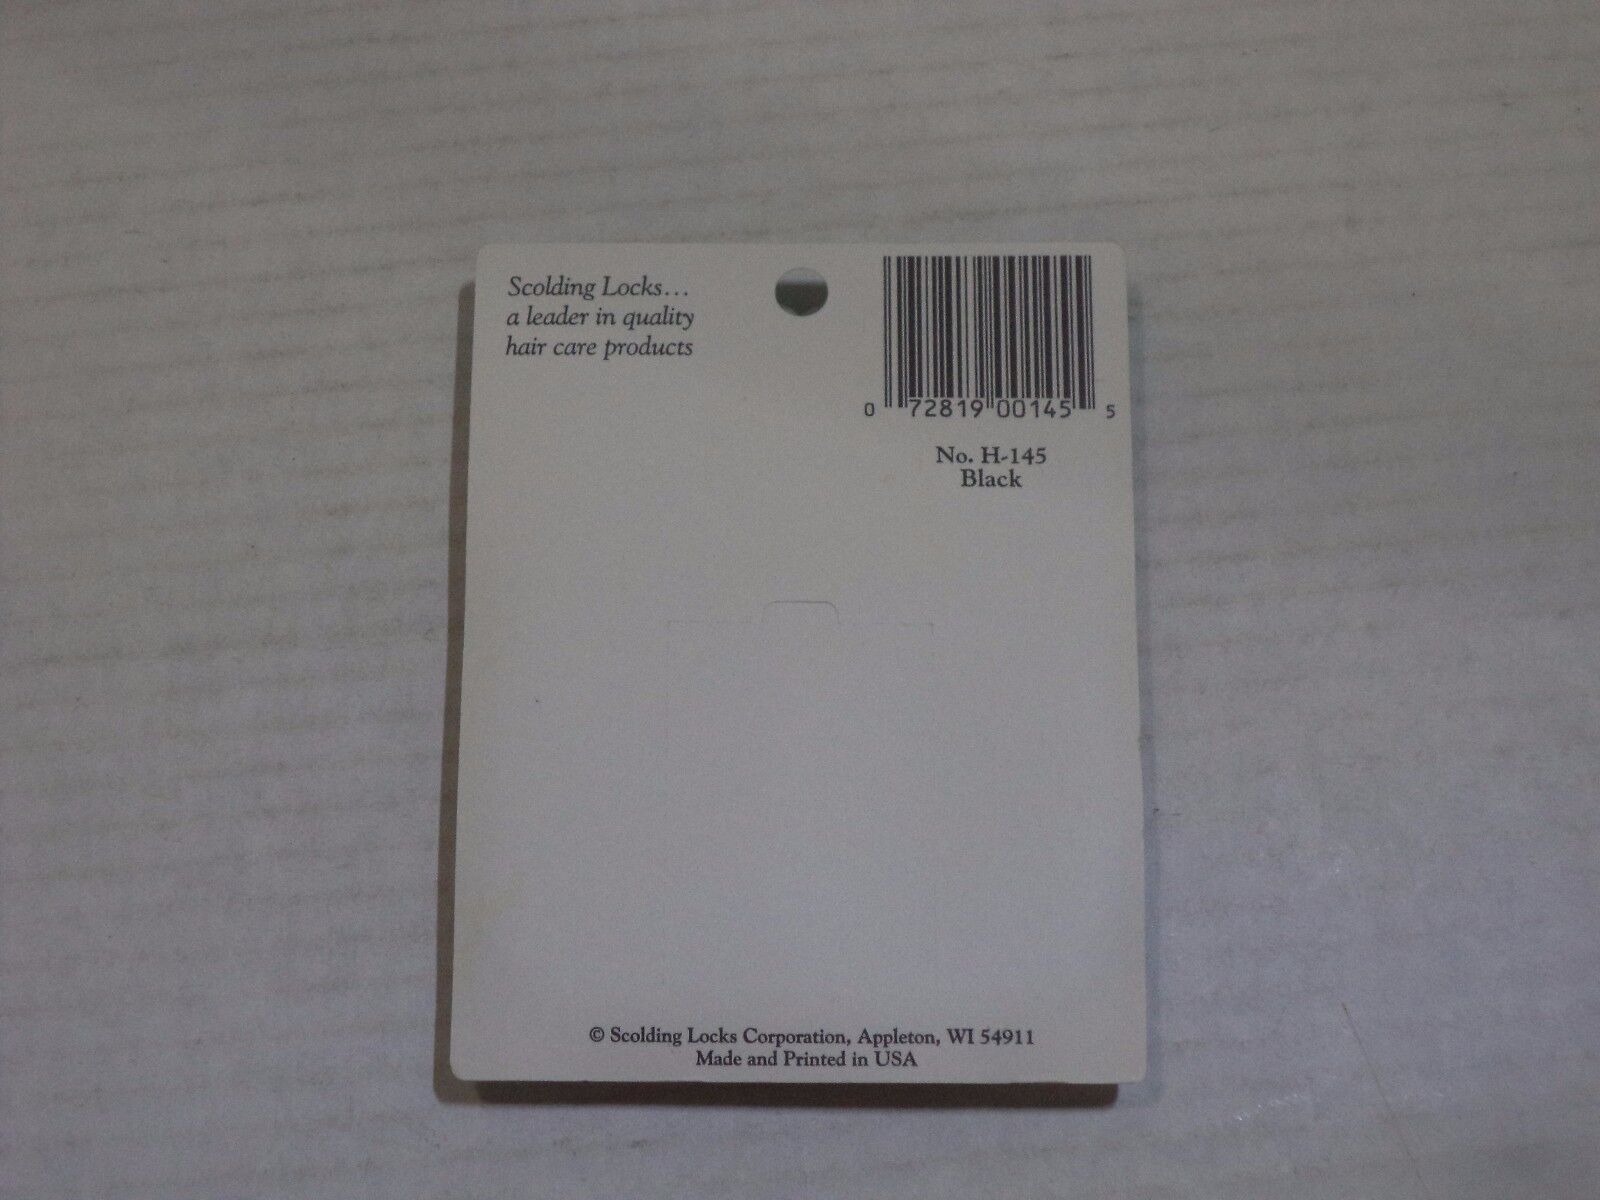 Scolding Locks...
a leader in quality
hair care products
0 72819 00145 5
No. H-145
Black
© Scolding Locks Corporation, Appleton, WI 54911
Made and Printed in USA